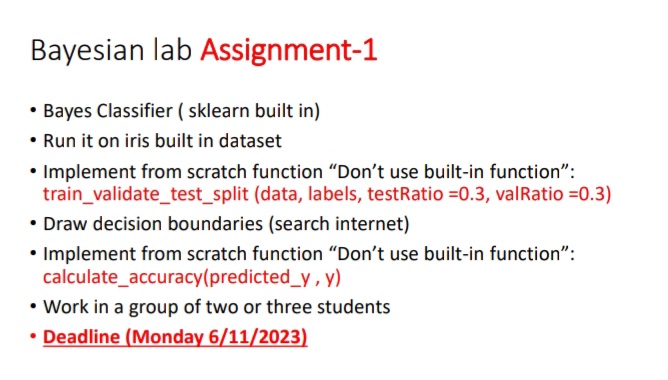 Bayesian lab Assignment-1
• Bayes Classifier ( sklearn built in)
• Run it on iris built in dataset
• Implement from scratch function “Don’t use built-in function”:
train_validate_test_split (data, labels, testRatio =0.3, valRatio =0.3)
• Draw decision boundaries (search internet)
• Implement from scratch function “Don’t use built-in function”:
calculate_accuracy(predicted_y , y)
• Work in a group of two or three students
• Deadline (Monday 6/11/2023)